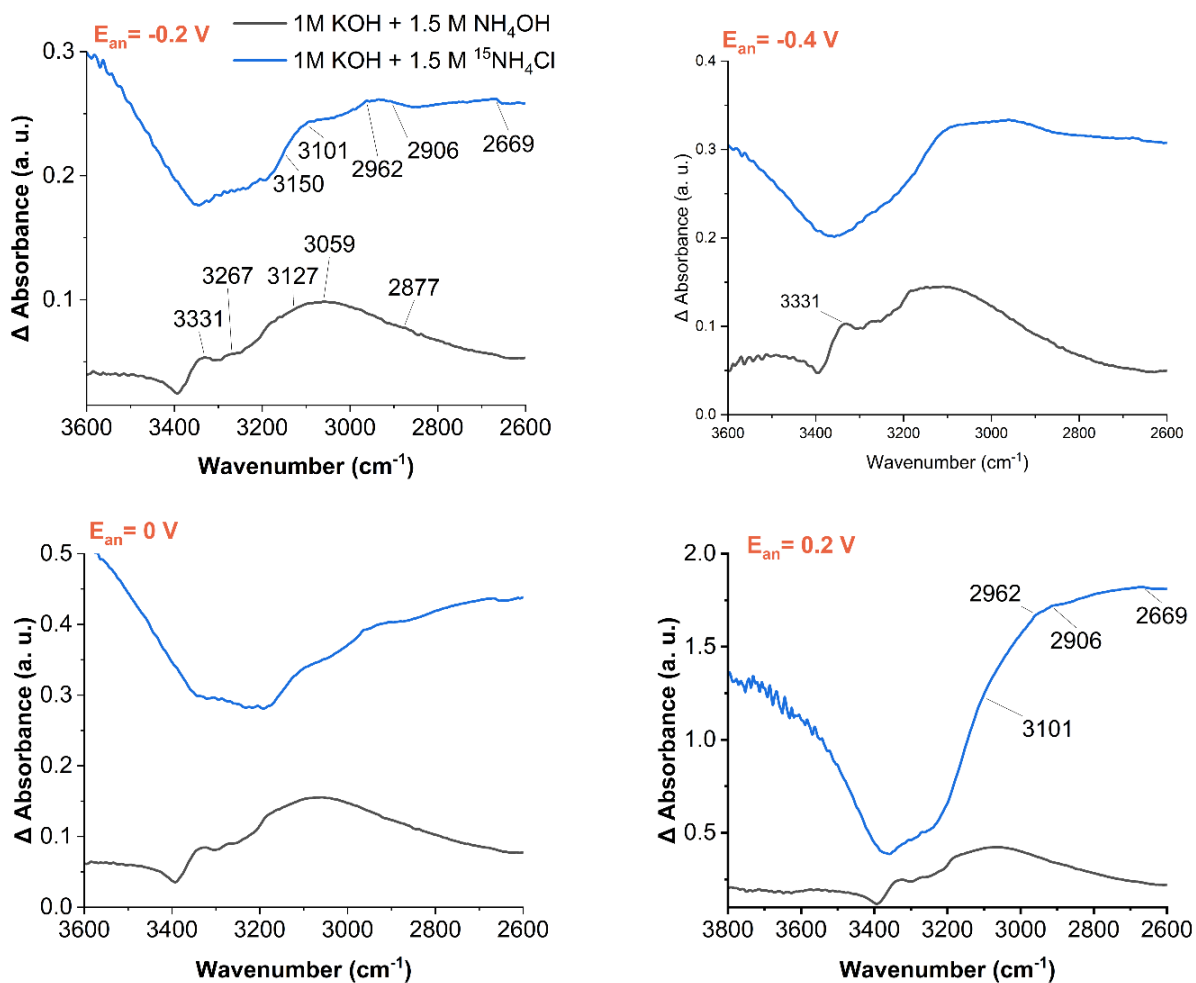 E_an= -0.2 V
1M KOH + 1.5 M NH₄OH
1M KOH + 1.5 M ¹⁵NH₄Cl
Δ Absorbance (a. u.)
0.3
0.2
0.1
3101
3150
2962
2906
2669
3331
3267
3127
3059
2877
3600 3400 3200 3000 2800 2600
Wavenumber (cm⁻¹)
E_an= -0.4 V
Δ Absorbance (a. u.)
0.4
0.3
0.2
0.1
0.0
3331
3600 3400 3200 3000 2800 2600
Wavenumber (cm⁻¹)
E_an= 0 V
Δ Absorbance (a. u.)
0.5
0.4
0.3
0.2
0.1
0.0
3600 3400 3200 3000 2800 2600
Wavenumber (cm⁻¹)
E_an= 0.2 V
Δ Absorbance (a. u.)
2.0
1.5
1.0
0.5
2962
2906
2669
3101
3800 3600 3400 3200 3000 2800 2600
Wavenumber (cm⁻¹)